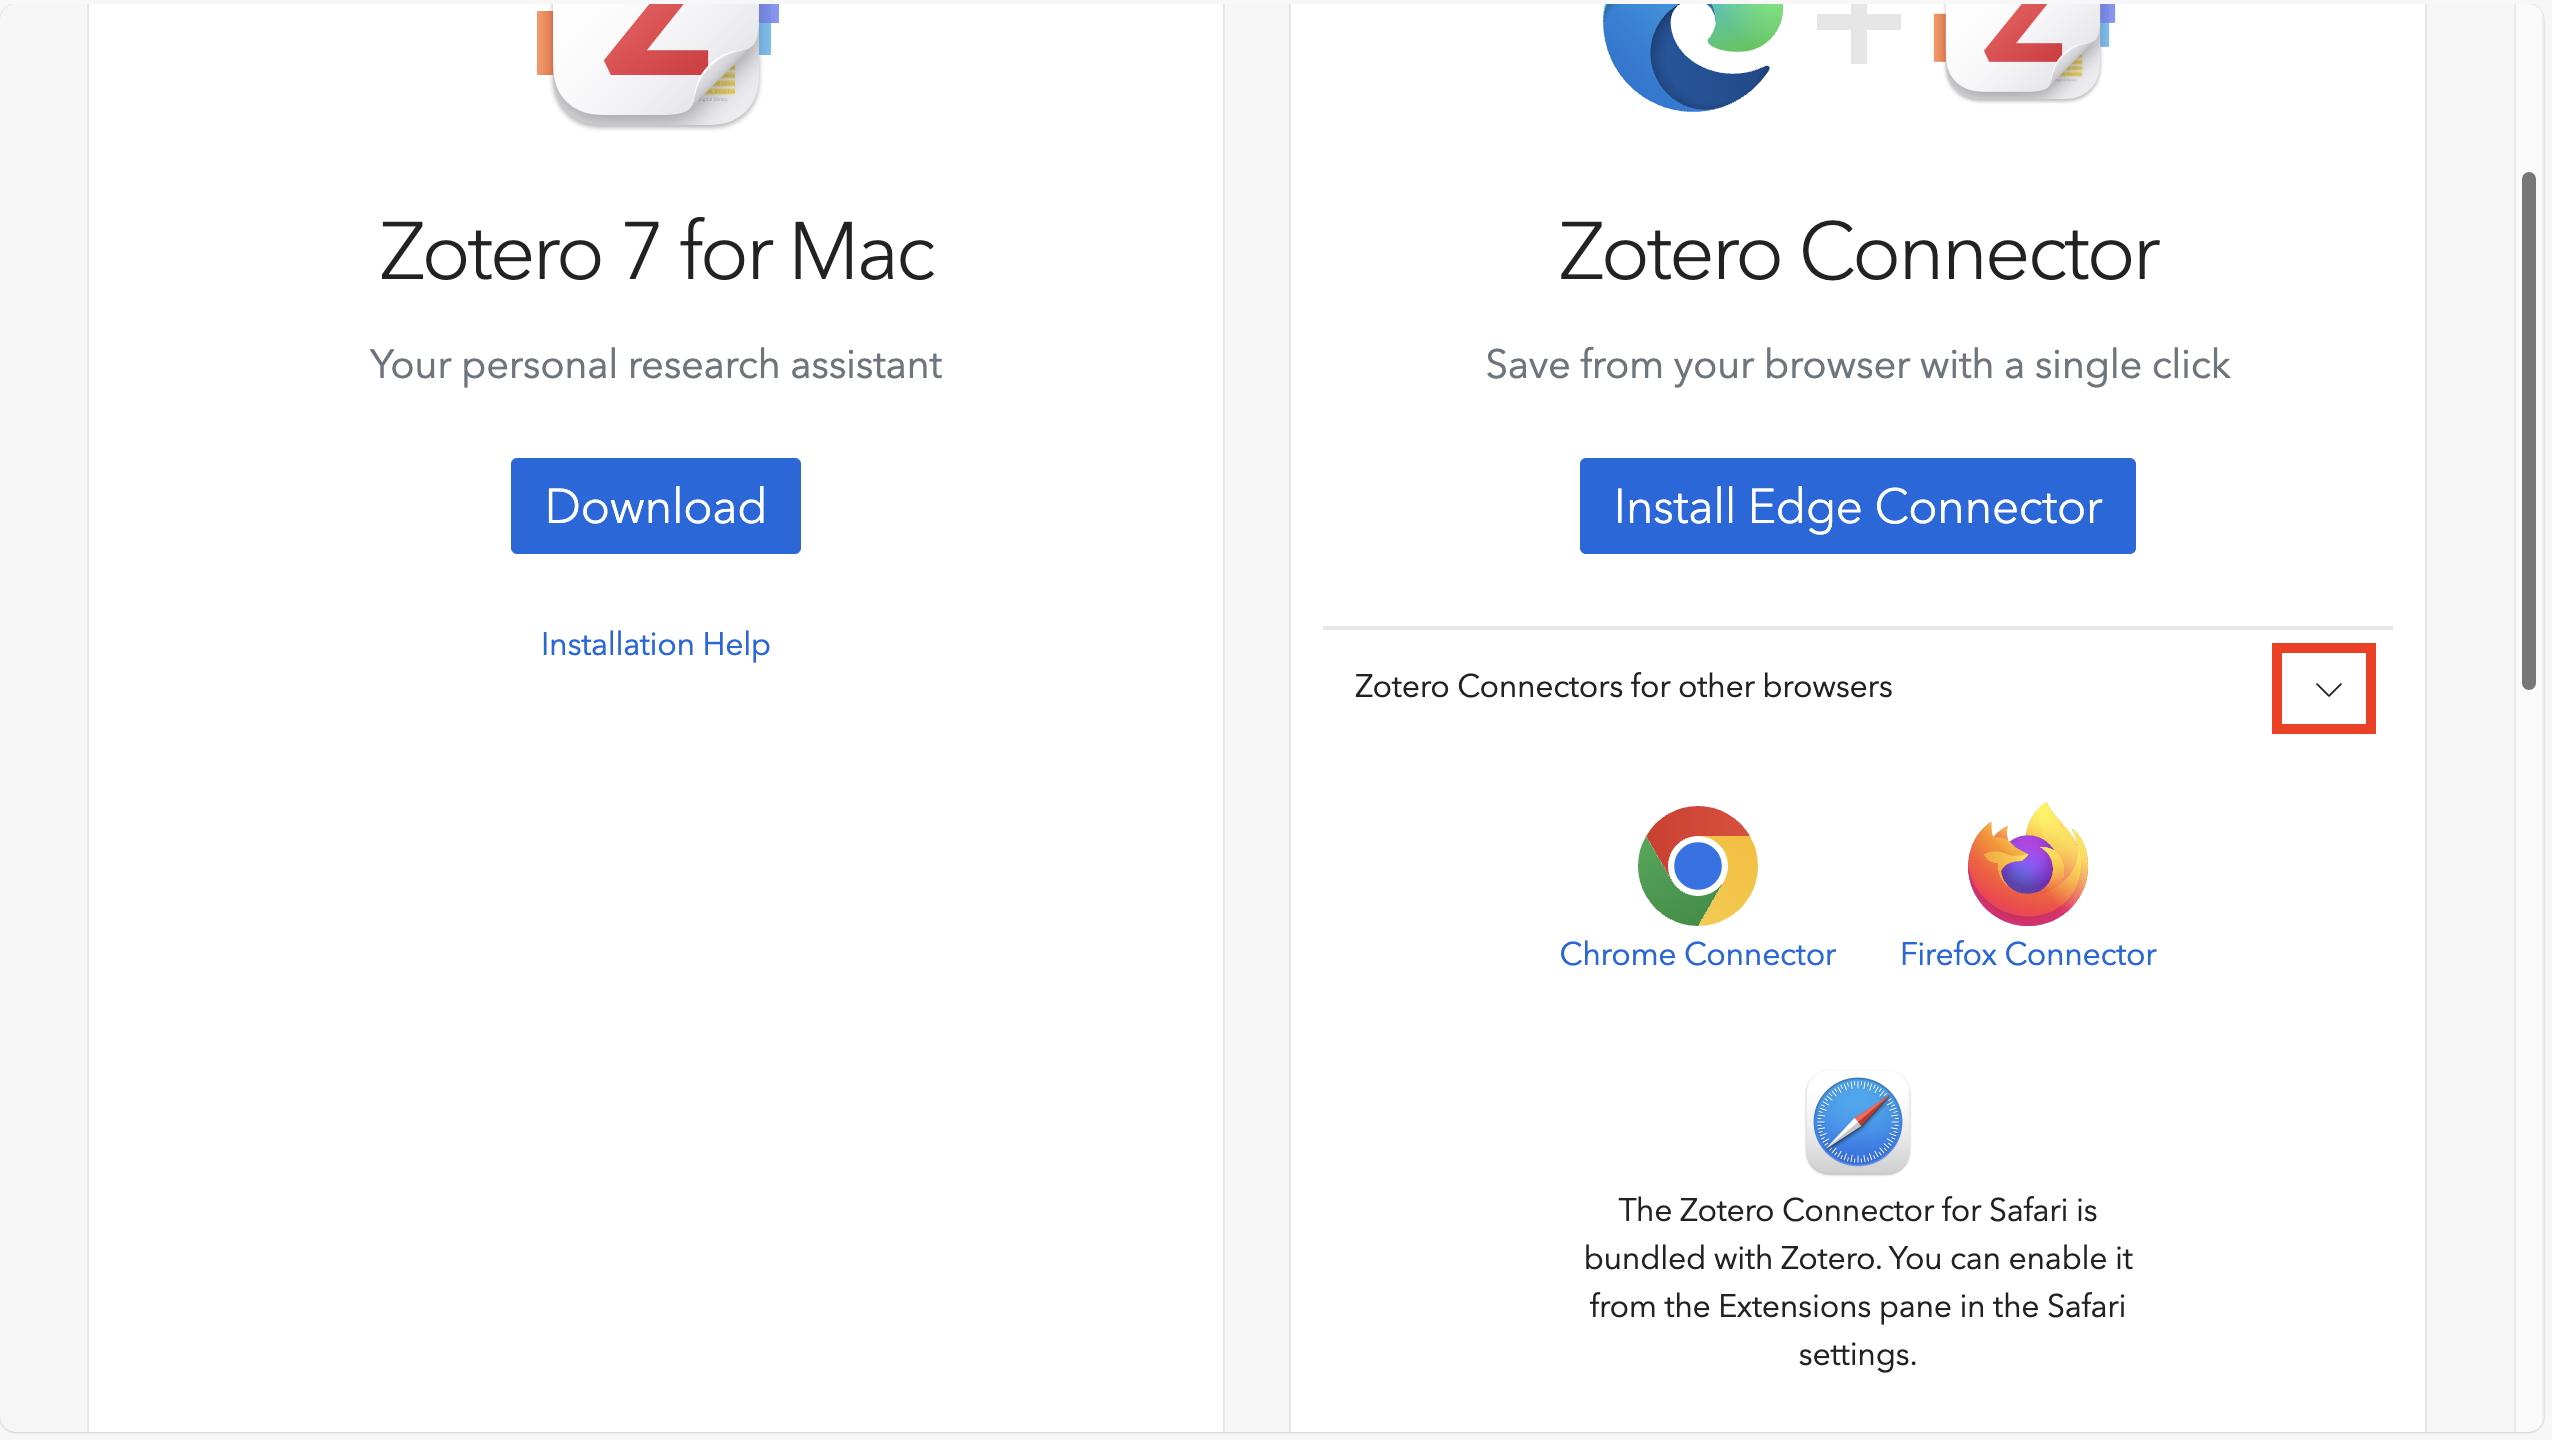 Zotero 7 for Mac
Your personal research assistant
Download
Installation Help
Zotero Connector
Save from your browser with a single click
Install Edge Connector
Zotero Connectors for other browsers
Chrome Connector
Firefox Connector
The Zotero Connector for Safari is
bundled with Zotero. You can enable it
from the Extensions pane in the Safari
settings.